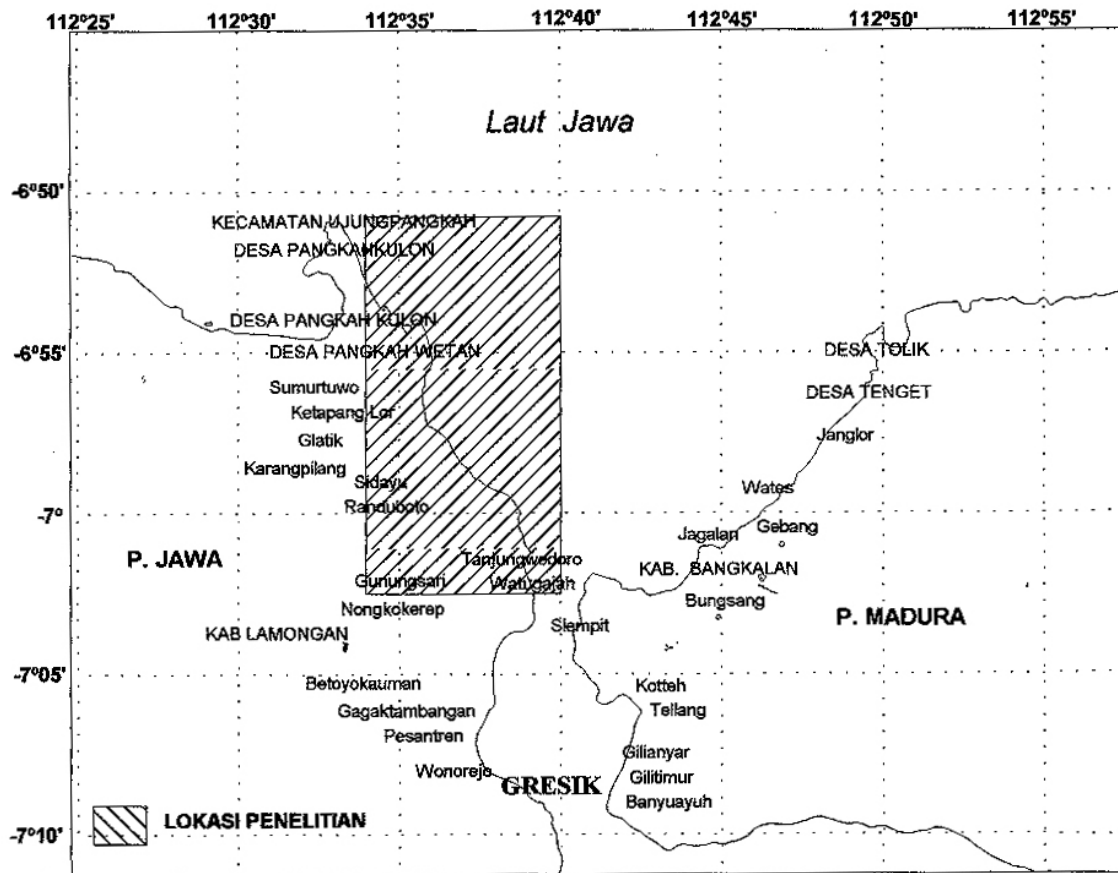 112°25' 112°30' 112°35' 112°40' 112°45' 112°50' 112°55'
Laut Jawa
-6°50'
KECAMATAN UJUNGPANGKAH
DESA PANGKAHKULON
DESA PANGKAH KULON
DESA PANGKAH WETAN
-6°55'
DESA TOLIK
Sumurtuwo
DESA TENGET
Ketapang Lor
Glatik
Janglor
Karangpilang
Sidayu
Wates
Randuboto
-7°
Gebang
Jagalan
P. JAWA
Tanjungwedoro
KAB. BANGKALAN
Gunungsari
Watugajah
Bungsang
Nongkokerep
P. MADURA
Slempit
KAB LAMONGAN
-7°05'
Betoyokauman
Kotteh
Gagaktambangan
Tellang
Pesantren
Gilianyar
Wonorejo
Gilitimur
GRESIK
Banyuayuh
LOKASI PENELITIAN
-7°10'